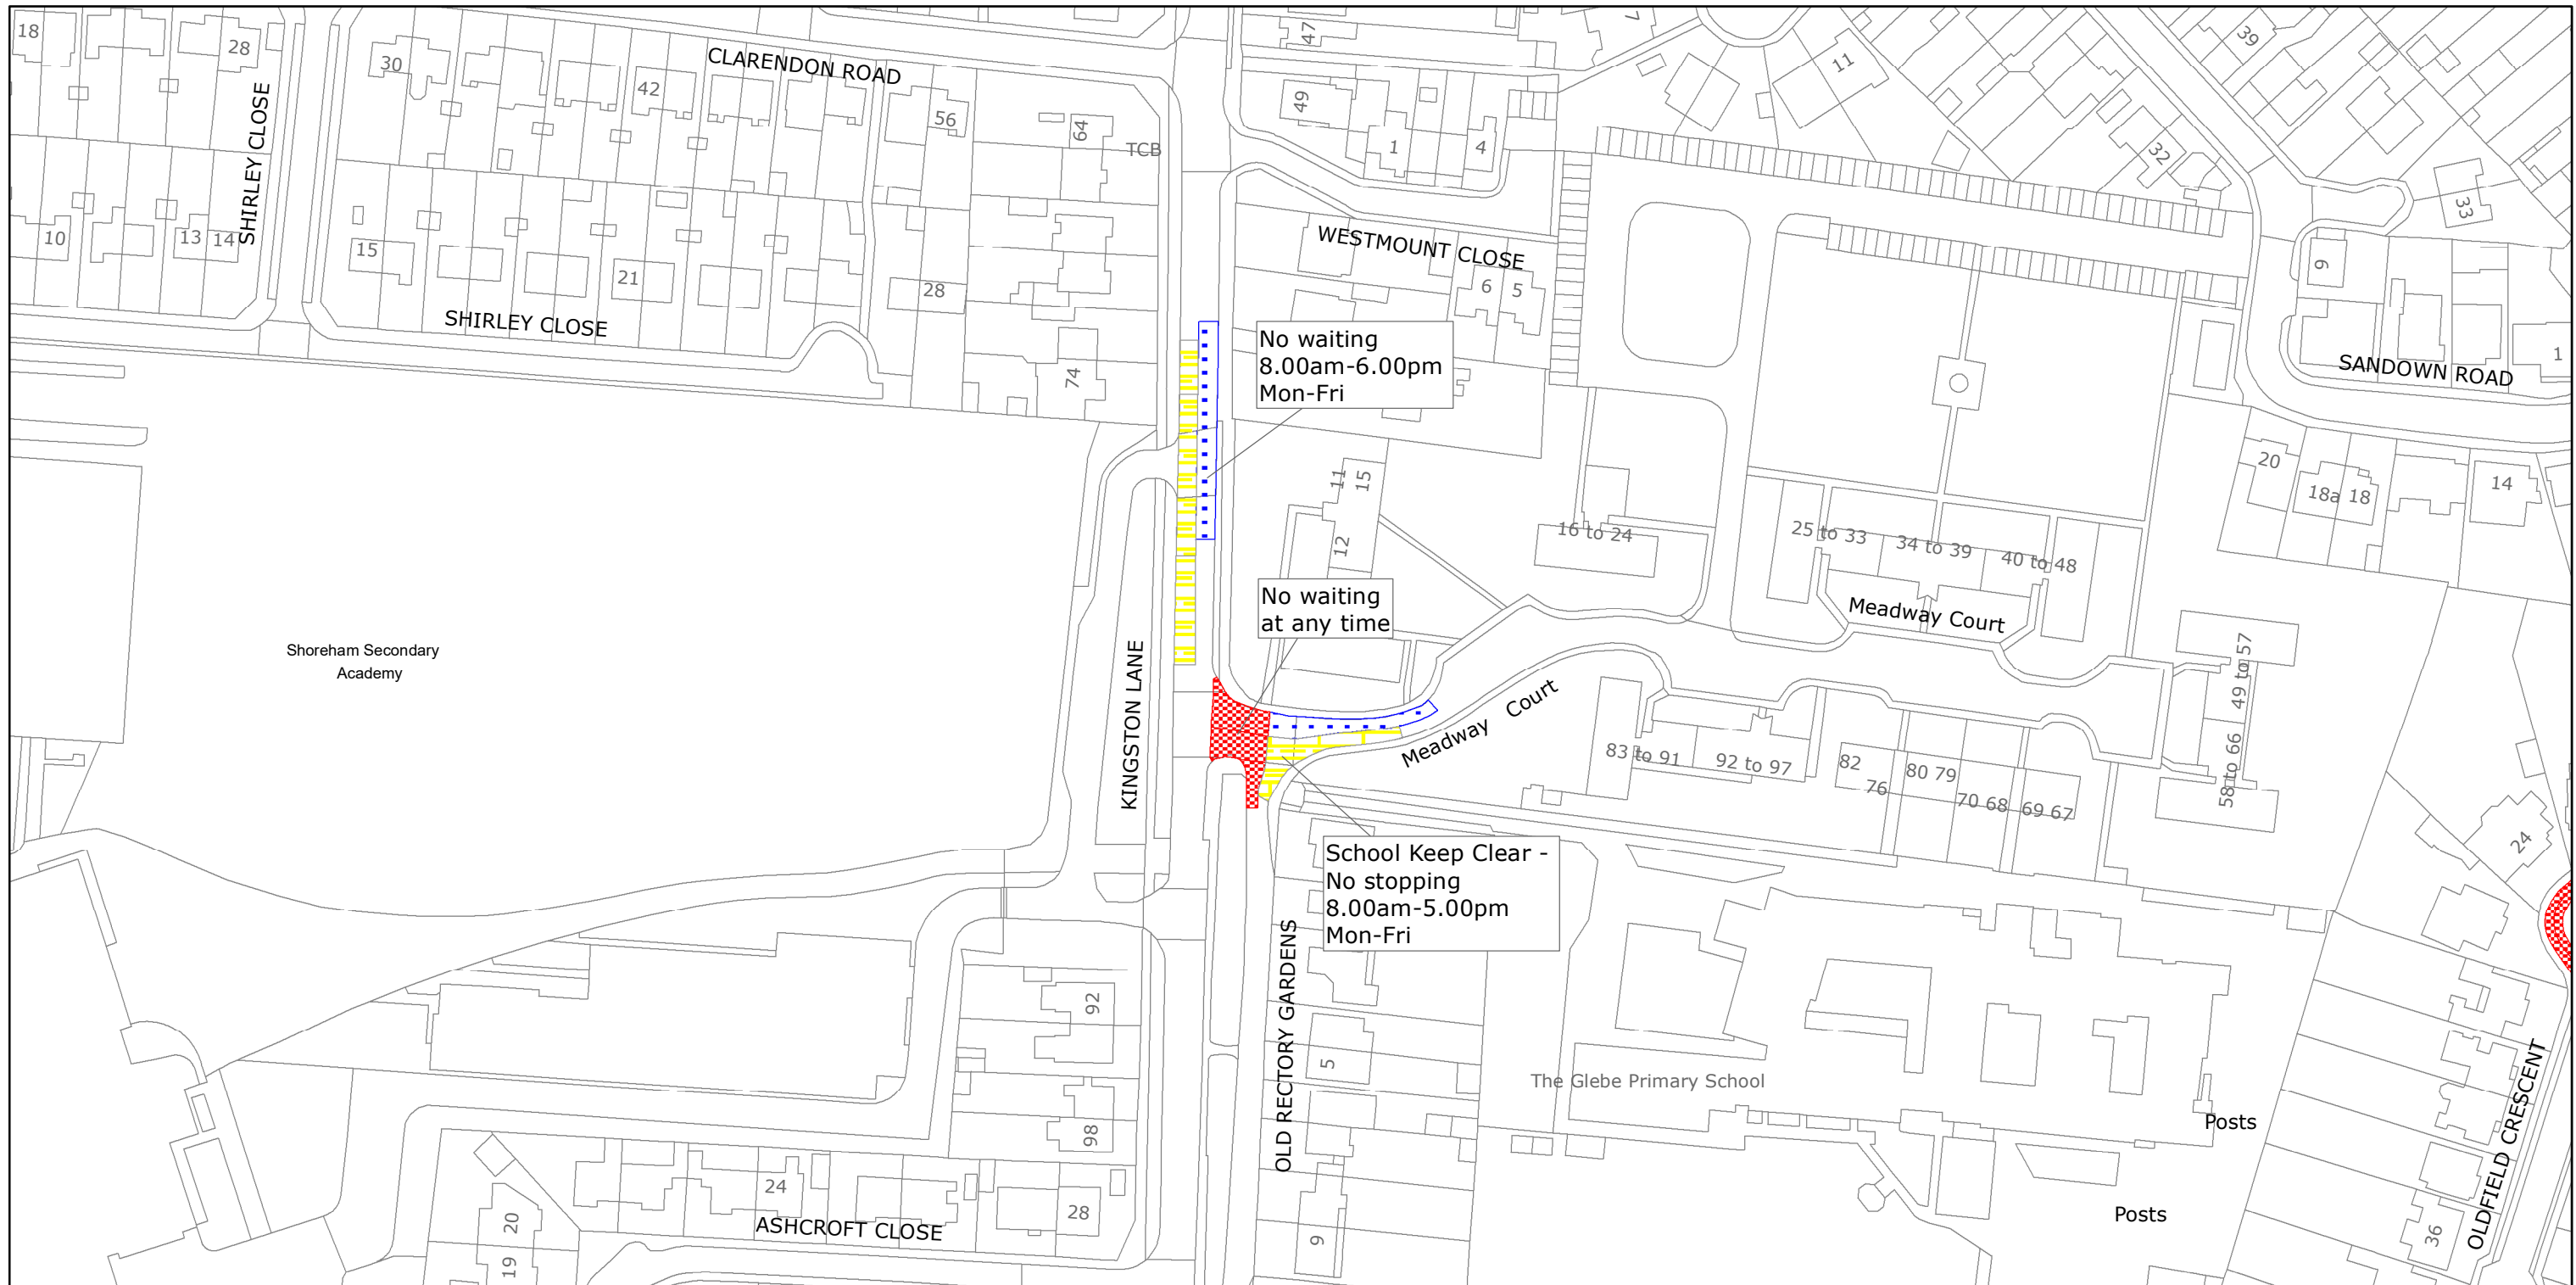 18
28
30
42
CLARENDON ROAD
56
64
TCB
47
49
1
4
7
11
39
32
33
SHIRLEY CLOSE
10
13
14
15
21
28
SHIRLEY CLOSE
74
WESTMOUNT CLOSE
6
5
9
1
SANDOWN ROAD
No waiting
8.00am-6.00pm
Mon-Fri
11
15
12
16 to 24
25 to 33
34 to 39
40 to 48
20
18a
18
14
No waiting
at any time
Meadway Court
49 to 57
58 to 66
Shoreham Secondary
Academy
KINGSTON LANE
Meadway Court
83 to 91
92 to 97
82
76
80 79
70 68
69 67
24
School Keep Clear -
No stopping
8.00am-5.00pm
Mon-Fri
92
98
OLD RECTORY GARDENS
5
9
The Glebe Primary School
Posts
Posts
OLDFIELD CRESCENT
36
24
28
20
19
ASHCROFT CLOSE